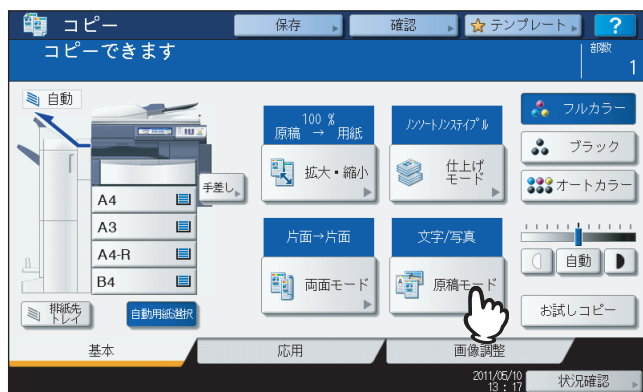 コピー
保存
確認
テンプレート
?
コピーできます
部数
1
自動
100 %
原稿 → 用紙
ノンソートノンステイプル
フルカラー
拡大・縮小
仕上げ
モード
ブラック
手差し
オートカラー
A4
A3
A4-R
B4
片面→片面
文字/写真
両面モード
原稿モード
自動
排紙先
トレイ
自動用紙選択
お試しコピー
基本
応用
画像調整
2011/05/10
13 : 17
状況確認